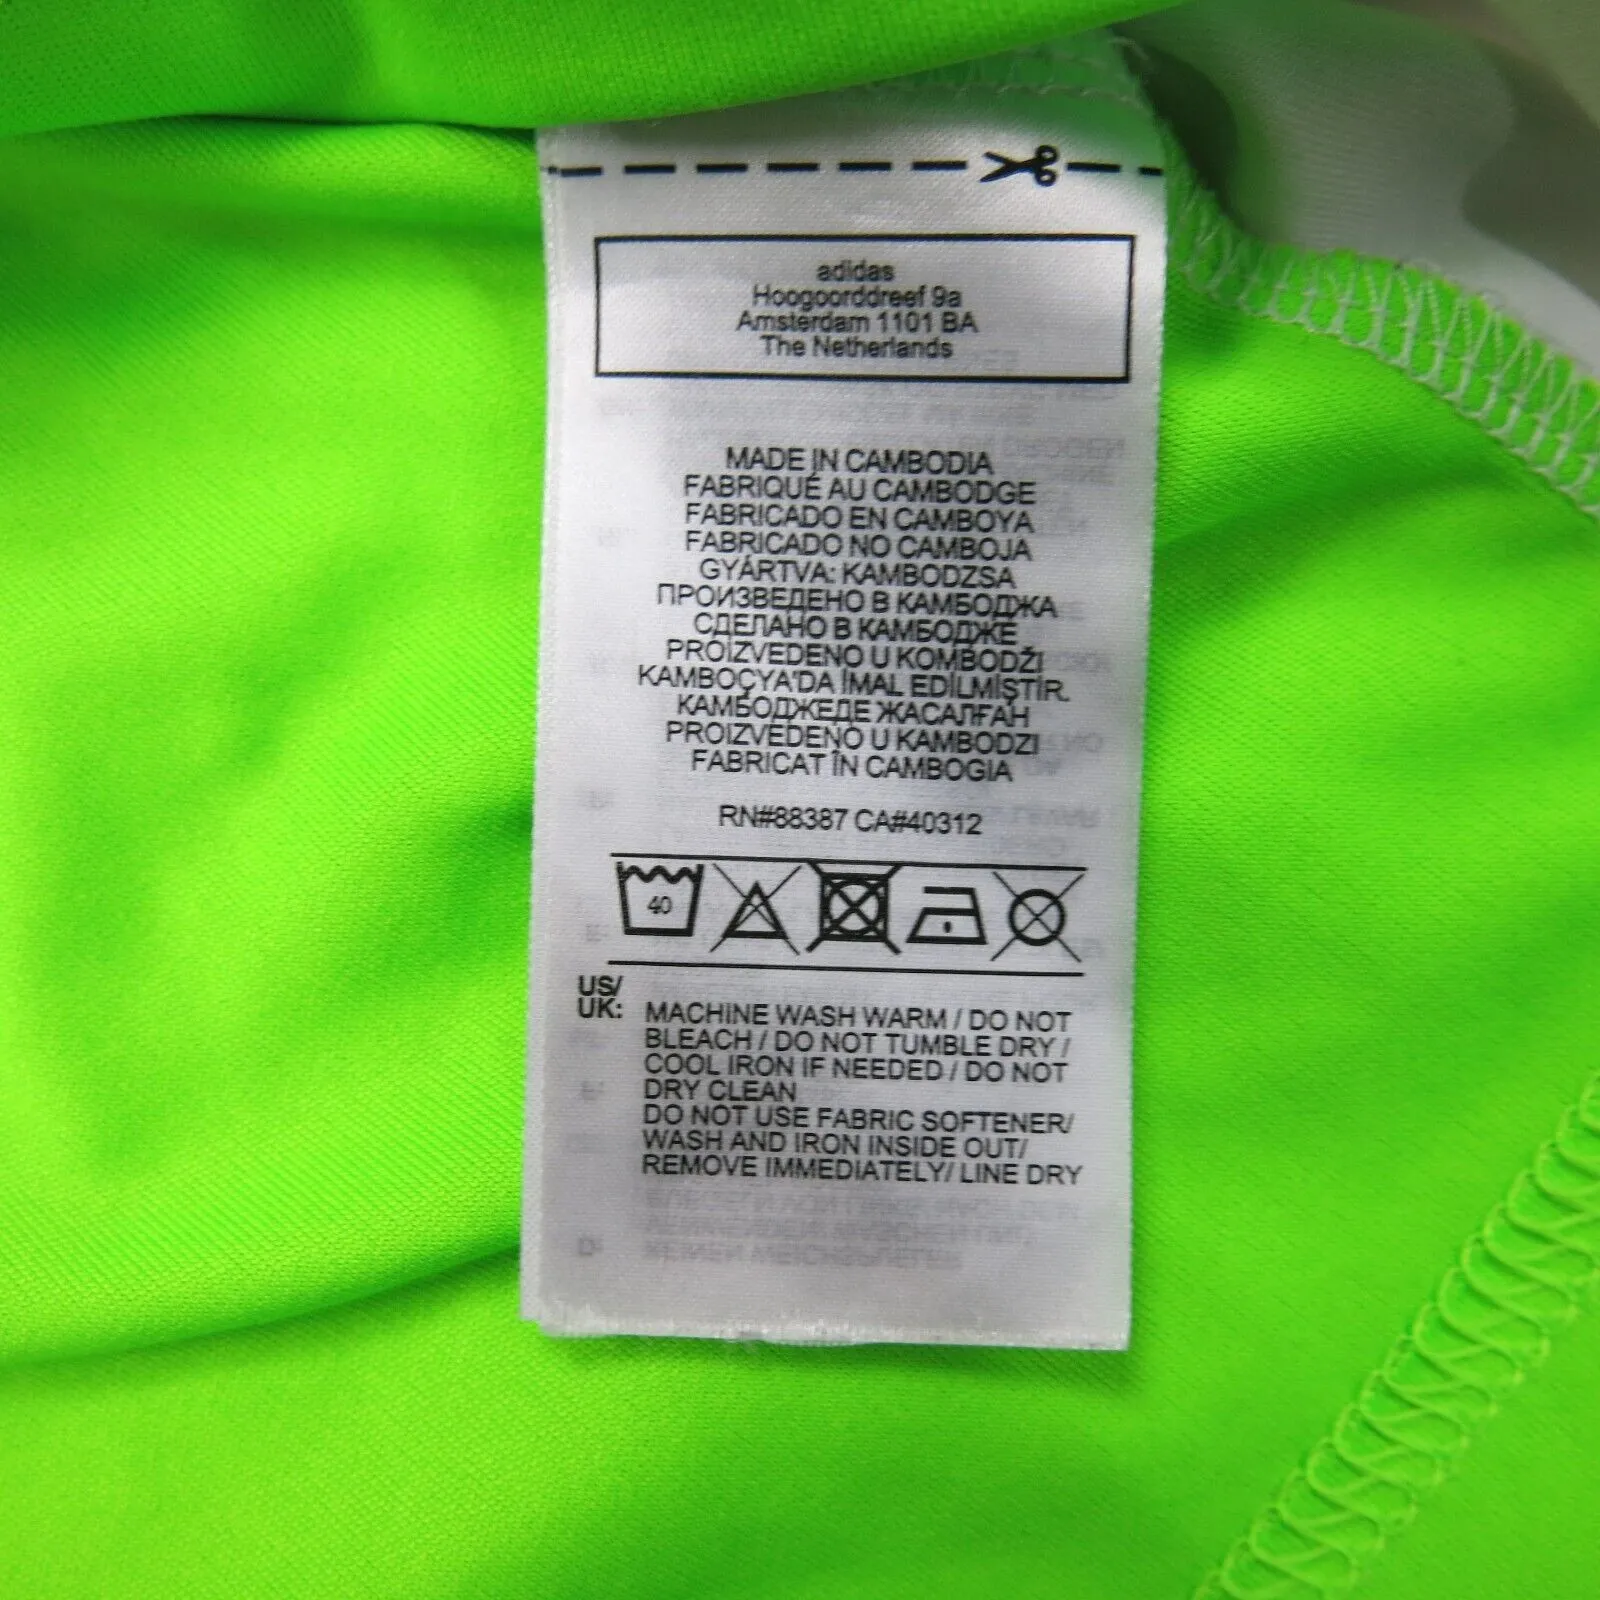 adidas
Hoogoorddreef 9a
Amsterdam 1101 BA
The Netherlands
MADE IN CAMBODIA
FABRIQUÉ AU CAMBODGE
FABRICADO EN CAMBOYA
FABRICADO NO CAMBOJA
GYÁRTVA: KAMBODZSA
ПРОИЗВЕДЕНО В КАМБОДЖА
СДЕЛАНО В КАМБОДЖЕ
PROIZVEDENO U KOMBODŽI
KAMBOÇYA'DA İMAL EDİLMİŞTİR.
КАМБОДЖЕДЕ ЖАСАЛҒАН
PROIZVEDENO U KAMBODZI
FABRICAT ÎN CAMBOGIA
RN#88387 CA#40312
40
US/
UK: MACHINE WASH WARM / DO NOT
BLEACH / DO NOT TUMBLE DRY /
COOL IRON IF NEEDED / DO NOT
DRY CLEAN
DO NOT USE FABRIC SOFTENER/
WASH AND IRON INSIDE OUT/
REMOVE IMMEDIATELY/ LINE DRY